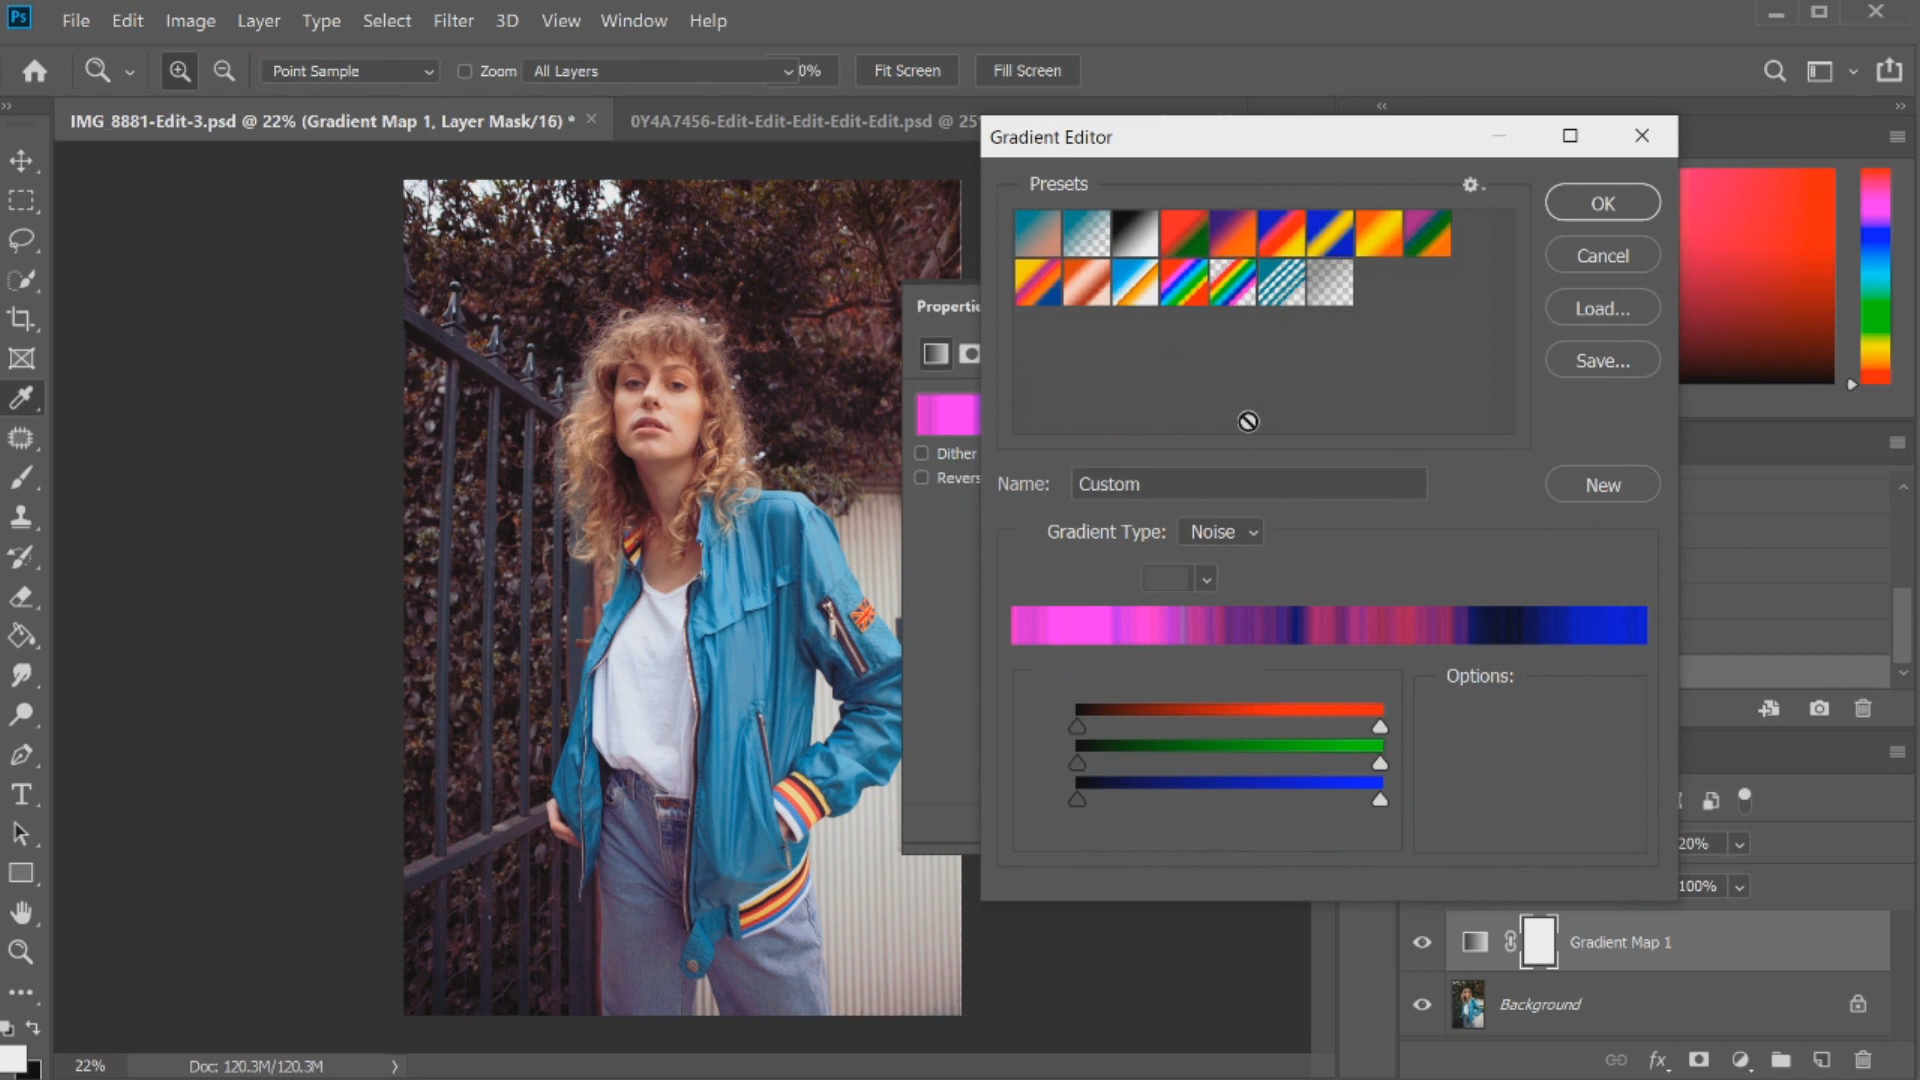 Ps File Edit Image Layer Type Select Filter 3D View Window Help
Point Sample Zoom All Layers 0% Fit Screen Fill Screen
IMG_8881-Edit-3.psd @ 22% (Gradient Map 1, Layer Mask/16) *
0Y4A7456-Edit-Edit-Edit-Edit-Edit.psd @ 25
Gradient Editor
Presets
OK
Cancel
Load...
Save...
Properti
Dither
Revers
Name: Custom
New
Gradient Type: Noise
Options:
20%
100%
Gradient Map 1
Background
22% Doc: 120.3M/120.3M
fx